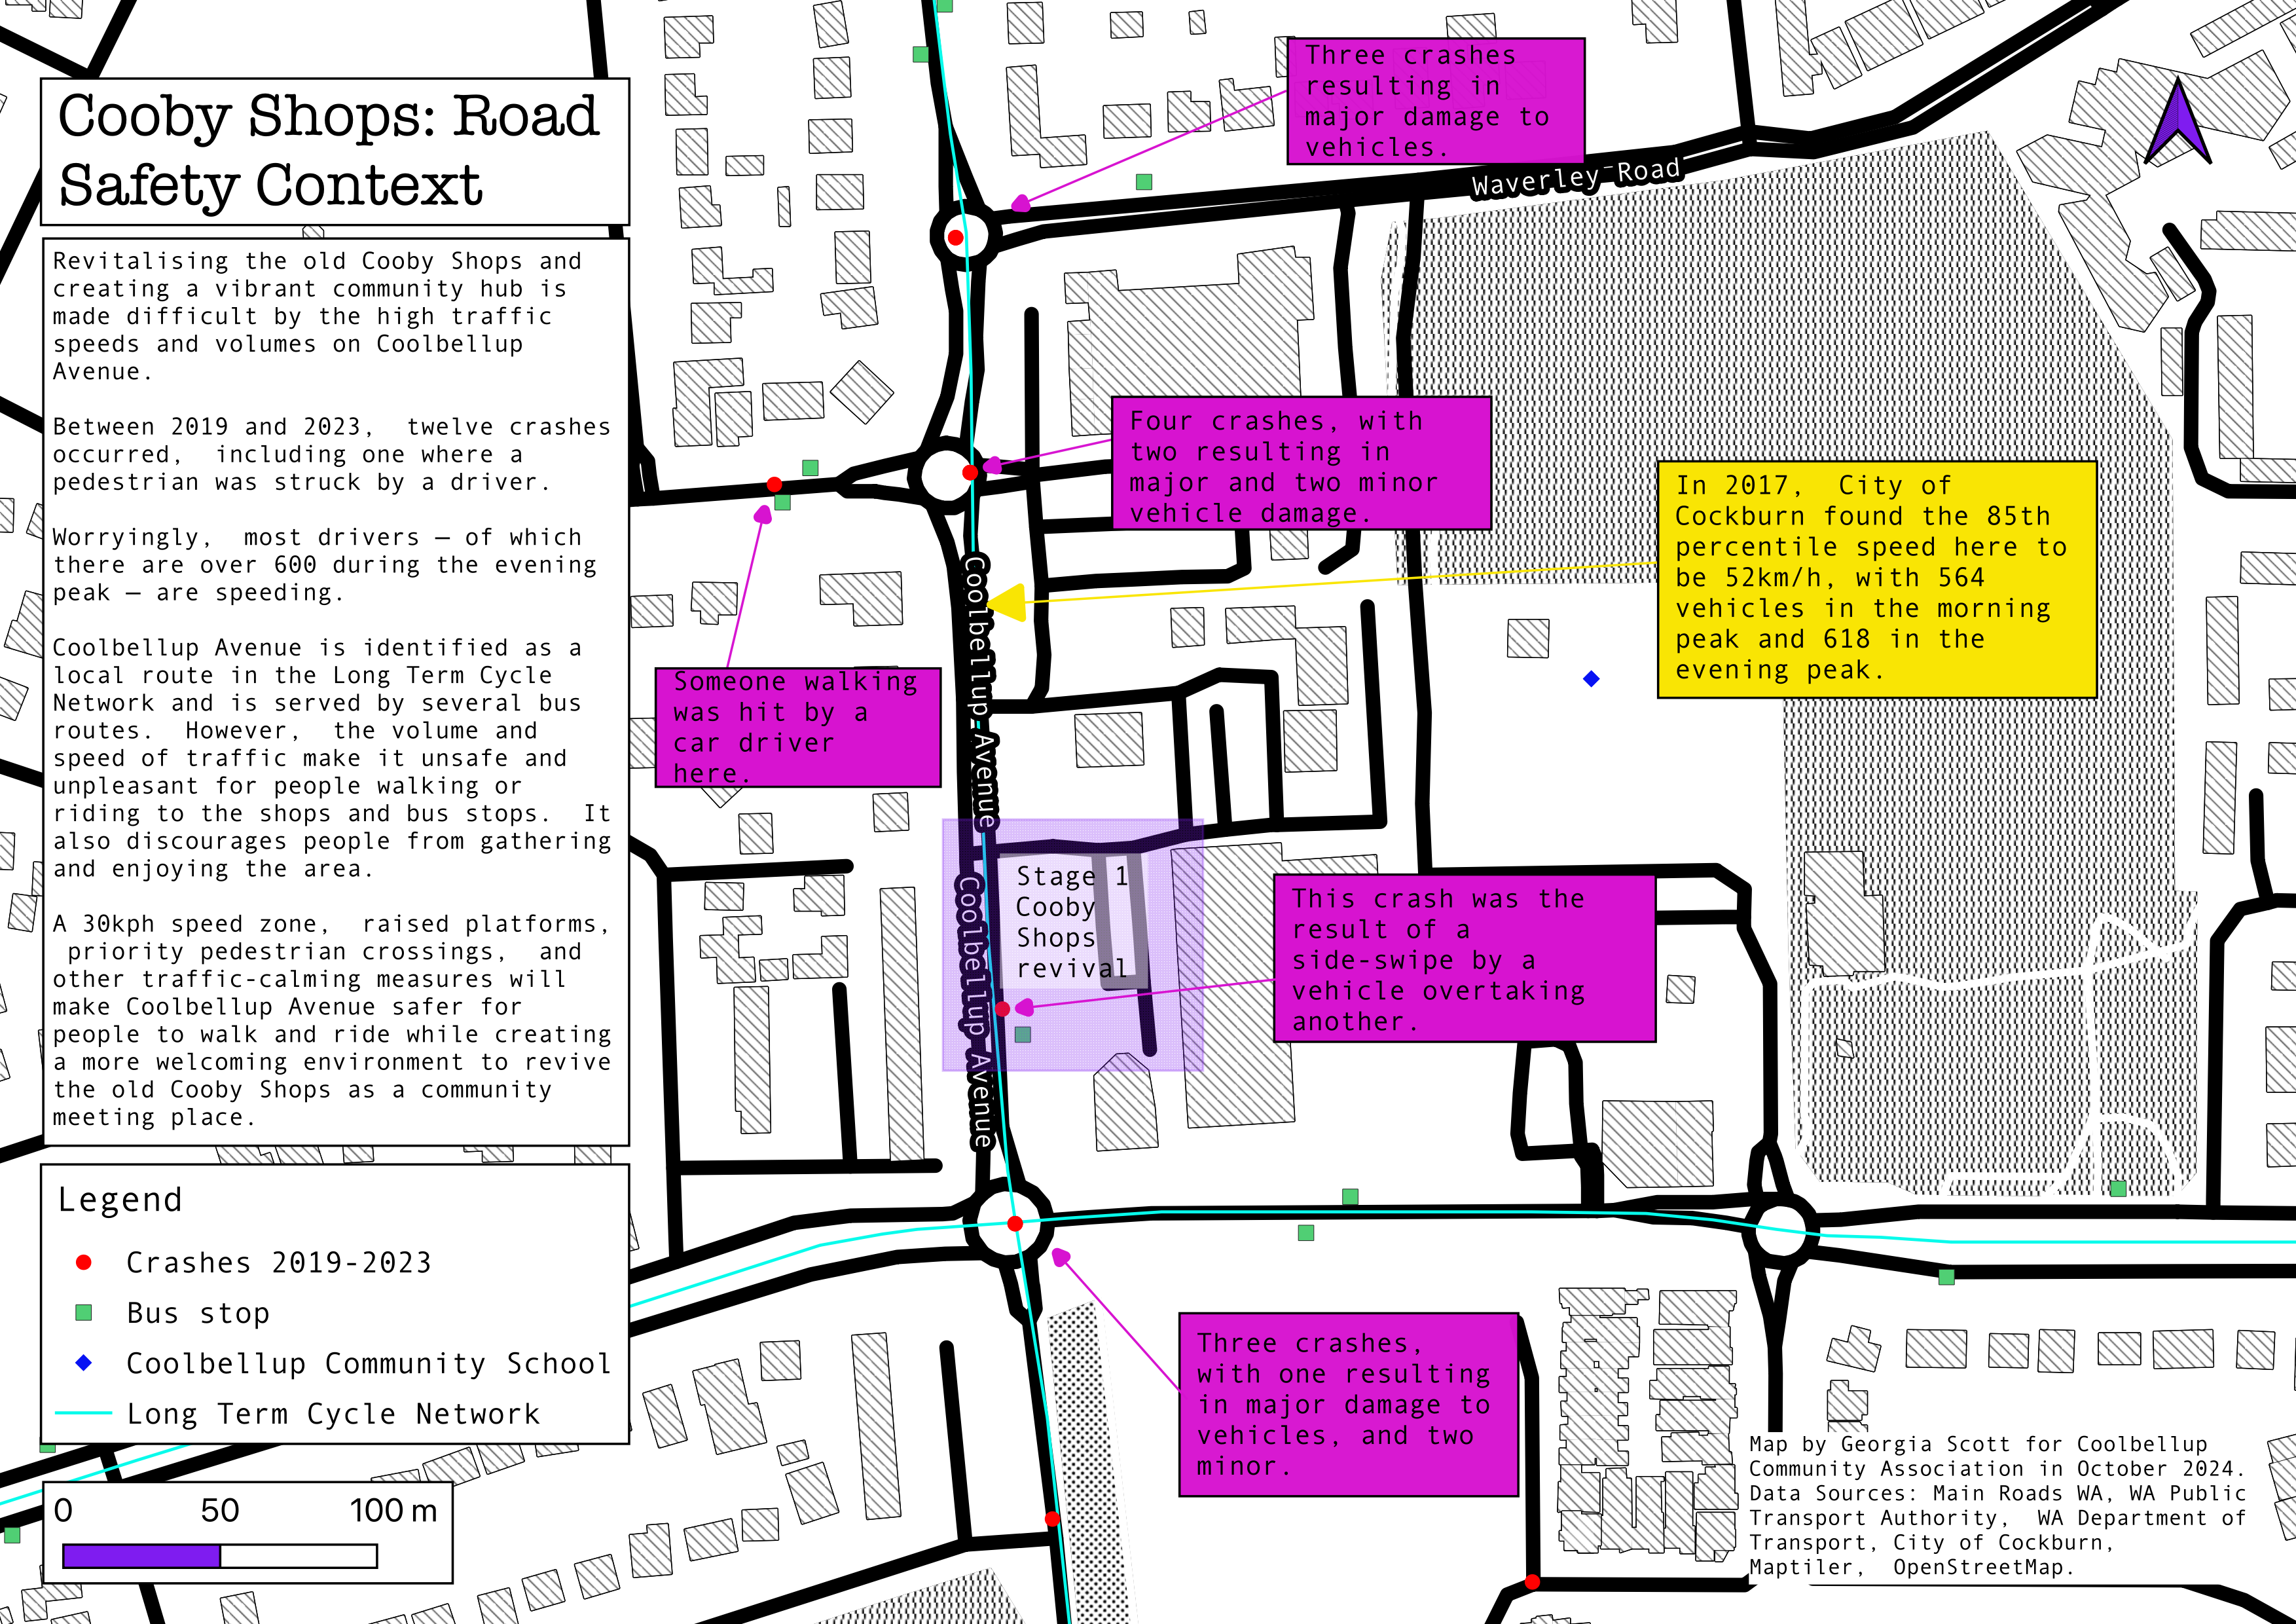 Cooby Shops: Road
Safety Context
Revitalising the old Cooby Shops and
creating a vibrant community hub is
made difficult by the high traffic
speeds and volumes on Coolbellup
Avenue.
Between 2019 and 2023, twelve crashes
occurred, including one where a
pedestrian was struck by a driver.
Worryingly, most drivers – of which
there are over 600 during the evening
peak – are speeding.
Coolbellup Avenue is identified as a
local route in the Long Term Cycle
Network and is served by several bus
routes. However, the volume and
speed of traffic make it unsafe and
unpleasant for people walking or
riding to the shops and bus stops. It
also discourages people from gathering
and enjoying the area.
A 30kph speed zone, raised platforms,
priority pedestrian crossings, and
other traffic-calming measures will
make Coolbellup Avenue safer for
people to walk and ride while creating
a more welcoming environment to revive
the old Cooby Shops as a community
meeting place.
Legend
Crashes 2019-2023
Bus stop
Coolbellup Community School
Long Term Cycle Network
0 50 100 m
Three crashes
resulting in
major damage to
vehicles.
Waverley Road
Four crashes, with
two resulting in
major and two minor
vehicle damage.
In 2017, City of
Cockburn found the 85th
percentile speed here to
be 52km/h, with 564
vehicles in the morning
peak and 618 in the
evening peak.
Coolbellup Avenue
Someone walking
was hit by a
car driver
here.
Stage 1
Cooby
Shops
revival
Coolbellup Avenue
This crash was the
result of a
side-swipe by a
vehicle overtaking
another.
Three crashes,
with one resulting
in major damage to
vehicles, and two
minor.
Map by Georgia Scott for Coolbellup
Community Association in October 2024.
Data Sources: Main Roads WA, WA Public
Transport Authority, WA Department of
Transport, City of Cockburn,
Maptiler, OpenStreetMap.